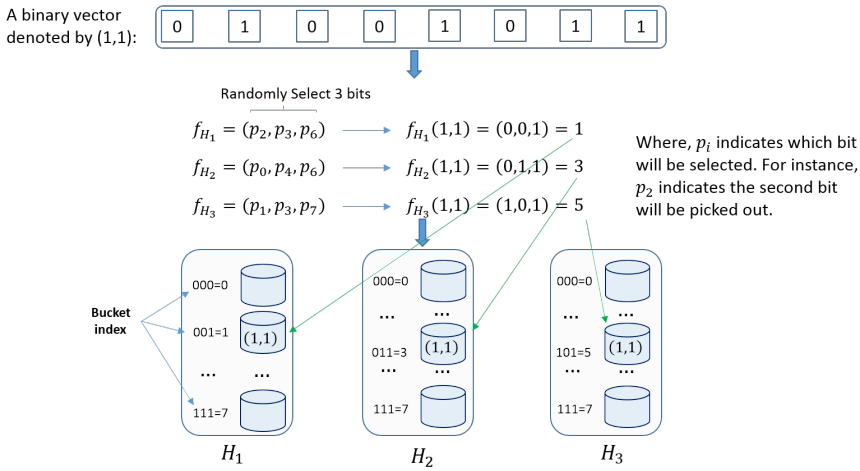 A binary vector
denoted by (1,1):
0 1 0 0 1 0 1 1
Randomly Select 3 bits
f_{H_1} = (p_2, p_3, p_6) f_{H_1}(1,1) = (0,0,1) = 1
f_{H_2} = (p_0, p_4, p_6) f_{H_2}(1,1) = (0,1,1) = 3
f_{H_3} = (p_1, p_3, p_7) f_{H_3}(1,1) = (1,0,1) = 5
Where, p_i indicates which bit
will be selected. For instance,
p_2 indicates the second bit
will be picked out.
Bucket
index
000=0
001=1 (1,1)
... ...
111=7
H_1
000=0
... ...
011=3 (1,1)
... ...
111=7
H_2
000=0
... ...
101=5 (1,1)
... ...
111=7
H_3